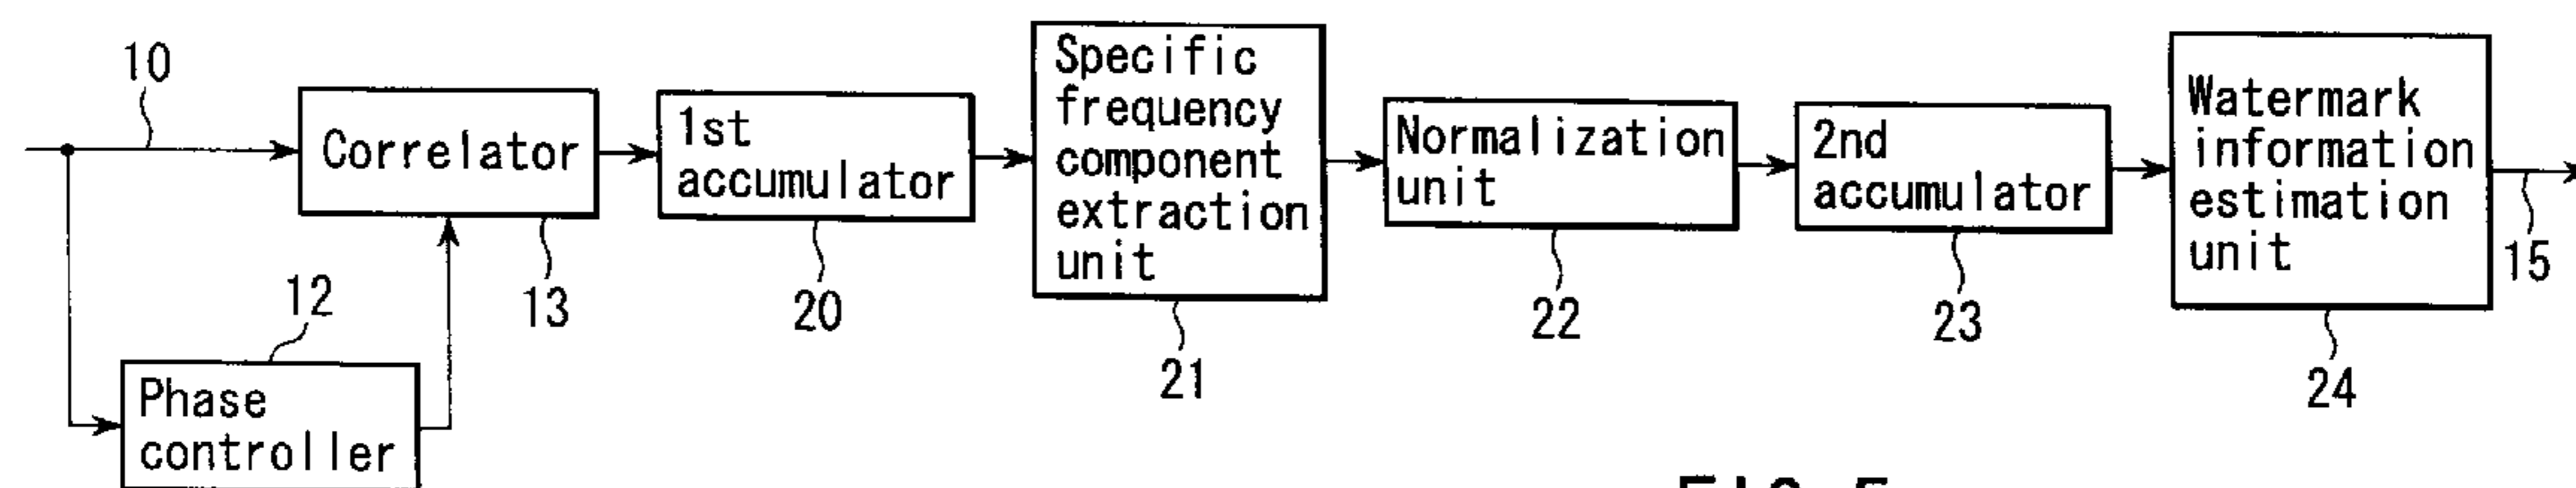 10
Correlator
13
1st
accumulator
20
Specific
frequency
component
extraction
unit
21
Normalization
unit
22
2nd
accumulator
23
Watermark
information
estimation
unit
24
15
12
Phase
controller